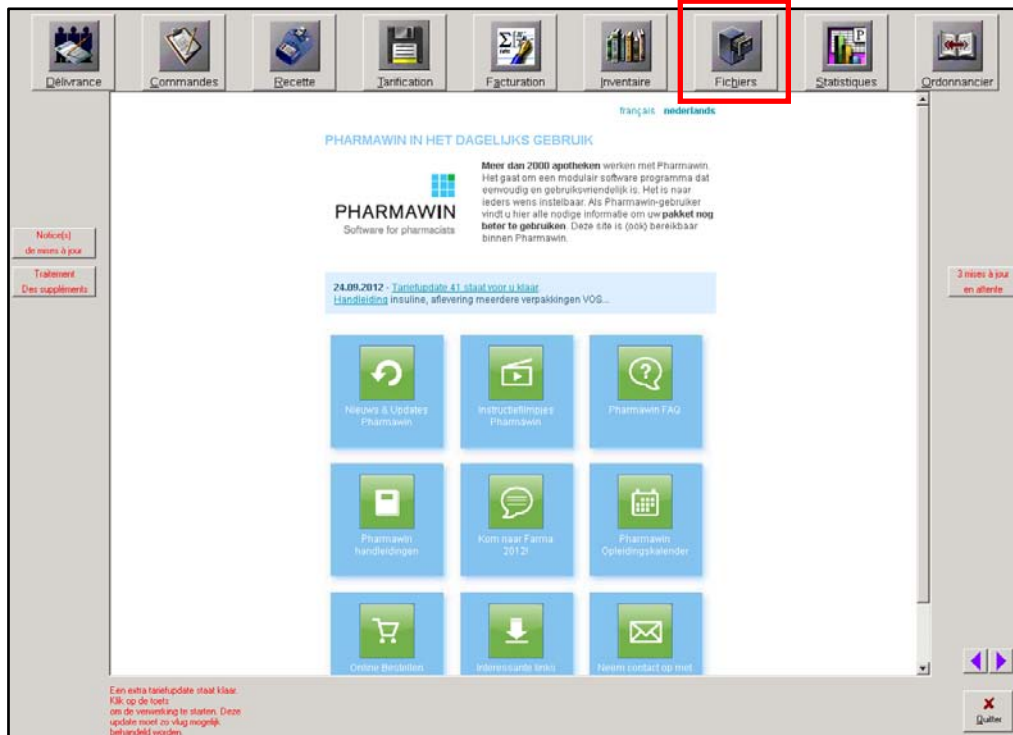 Délivrance
Commandes
Recette
Tarification
Facturation
Inventaire
Fichiers
Statistiques
Ordonnancier
français nederlands
PHARMAWIN IN HET DAGELIJKS GEBRUIK
PHARMAWIN
Software for pharmacists
Meer dan 2000 apotheken werken met Pharmawin.
Het gaat om een modulair software programma dat
eenvoudig en gebruiksvriendelijk is. Het is naar
ieders wens instelbaar. Als Pharmawin-gebruiker
vindt u hier alle nodige informatie om uw pakket nog
beter te gebruiken. Deze site is (ook) bereikbaar
binnen Pharmawin.
Notice(s)
de mises à jour
Traitement
Des suppléments
3 mises à jour
en attente
24.09.2012 - Tariefupdate 41 staat voor u klaar.
Handleiding insuline, aflevering meerdere verpakkingen VOS...
Nieuws & Updates
Pharmawin
Instructiefilmpjes
Pharmawin
Pharmawin FAQ
Pharmawin
handleidingen
Kom naar Farma
2012!
Pharmawin
Opleidingskalender
Online Bestellen
Interessante links
Neem contact op met
Een extra tariefupdate staat klaar.
Klik op de toets
om de verwerking te starten. Deze
update moet zo vlug mogelijk
behandeld worden.
Quitter